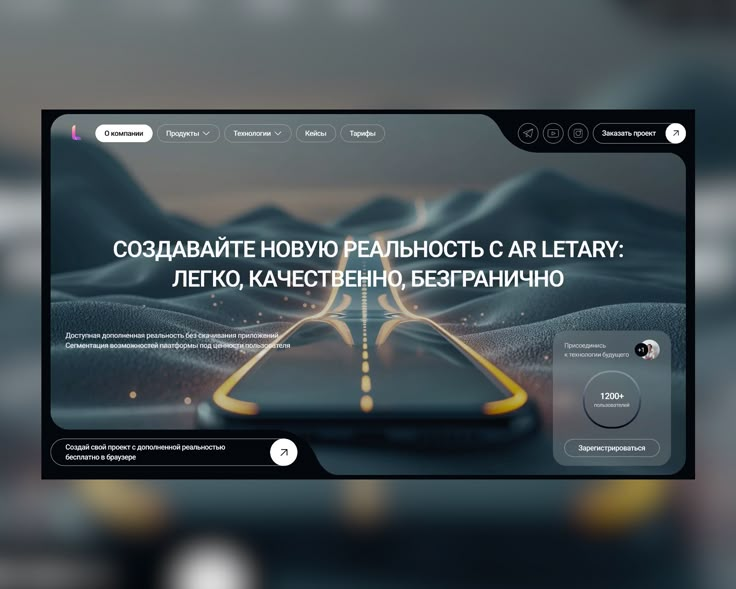 L
О компании
Продукты
Технологии
Кейсы
Тарифы
Заказать проект
СОЗДАВАЙТЕ НОВУЮ РЕАЛЬНОСТЬ С AR LETARY:
ЛЕГКО, КАЧЕСТВЕННО, БЕЗГРАНИЧНО
Доступная дополненная реальность без скачивания приложений.
Сегментация возможностей платформы под ценности пользователя
Присоединись
к технологии будущего
+1
1200+
пользователей
Зарегистрироваться
Создай свой проект с дополненной реальностью
бесплатно в браузере